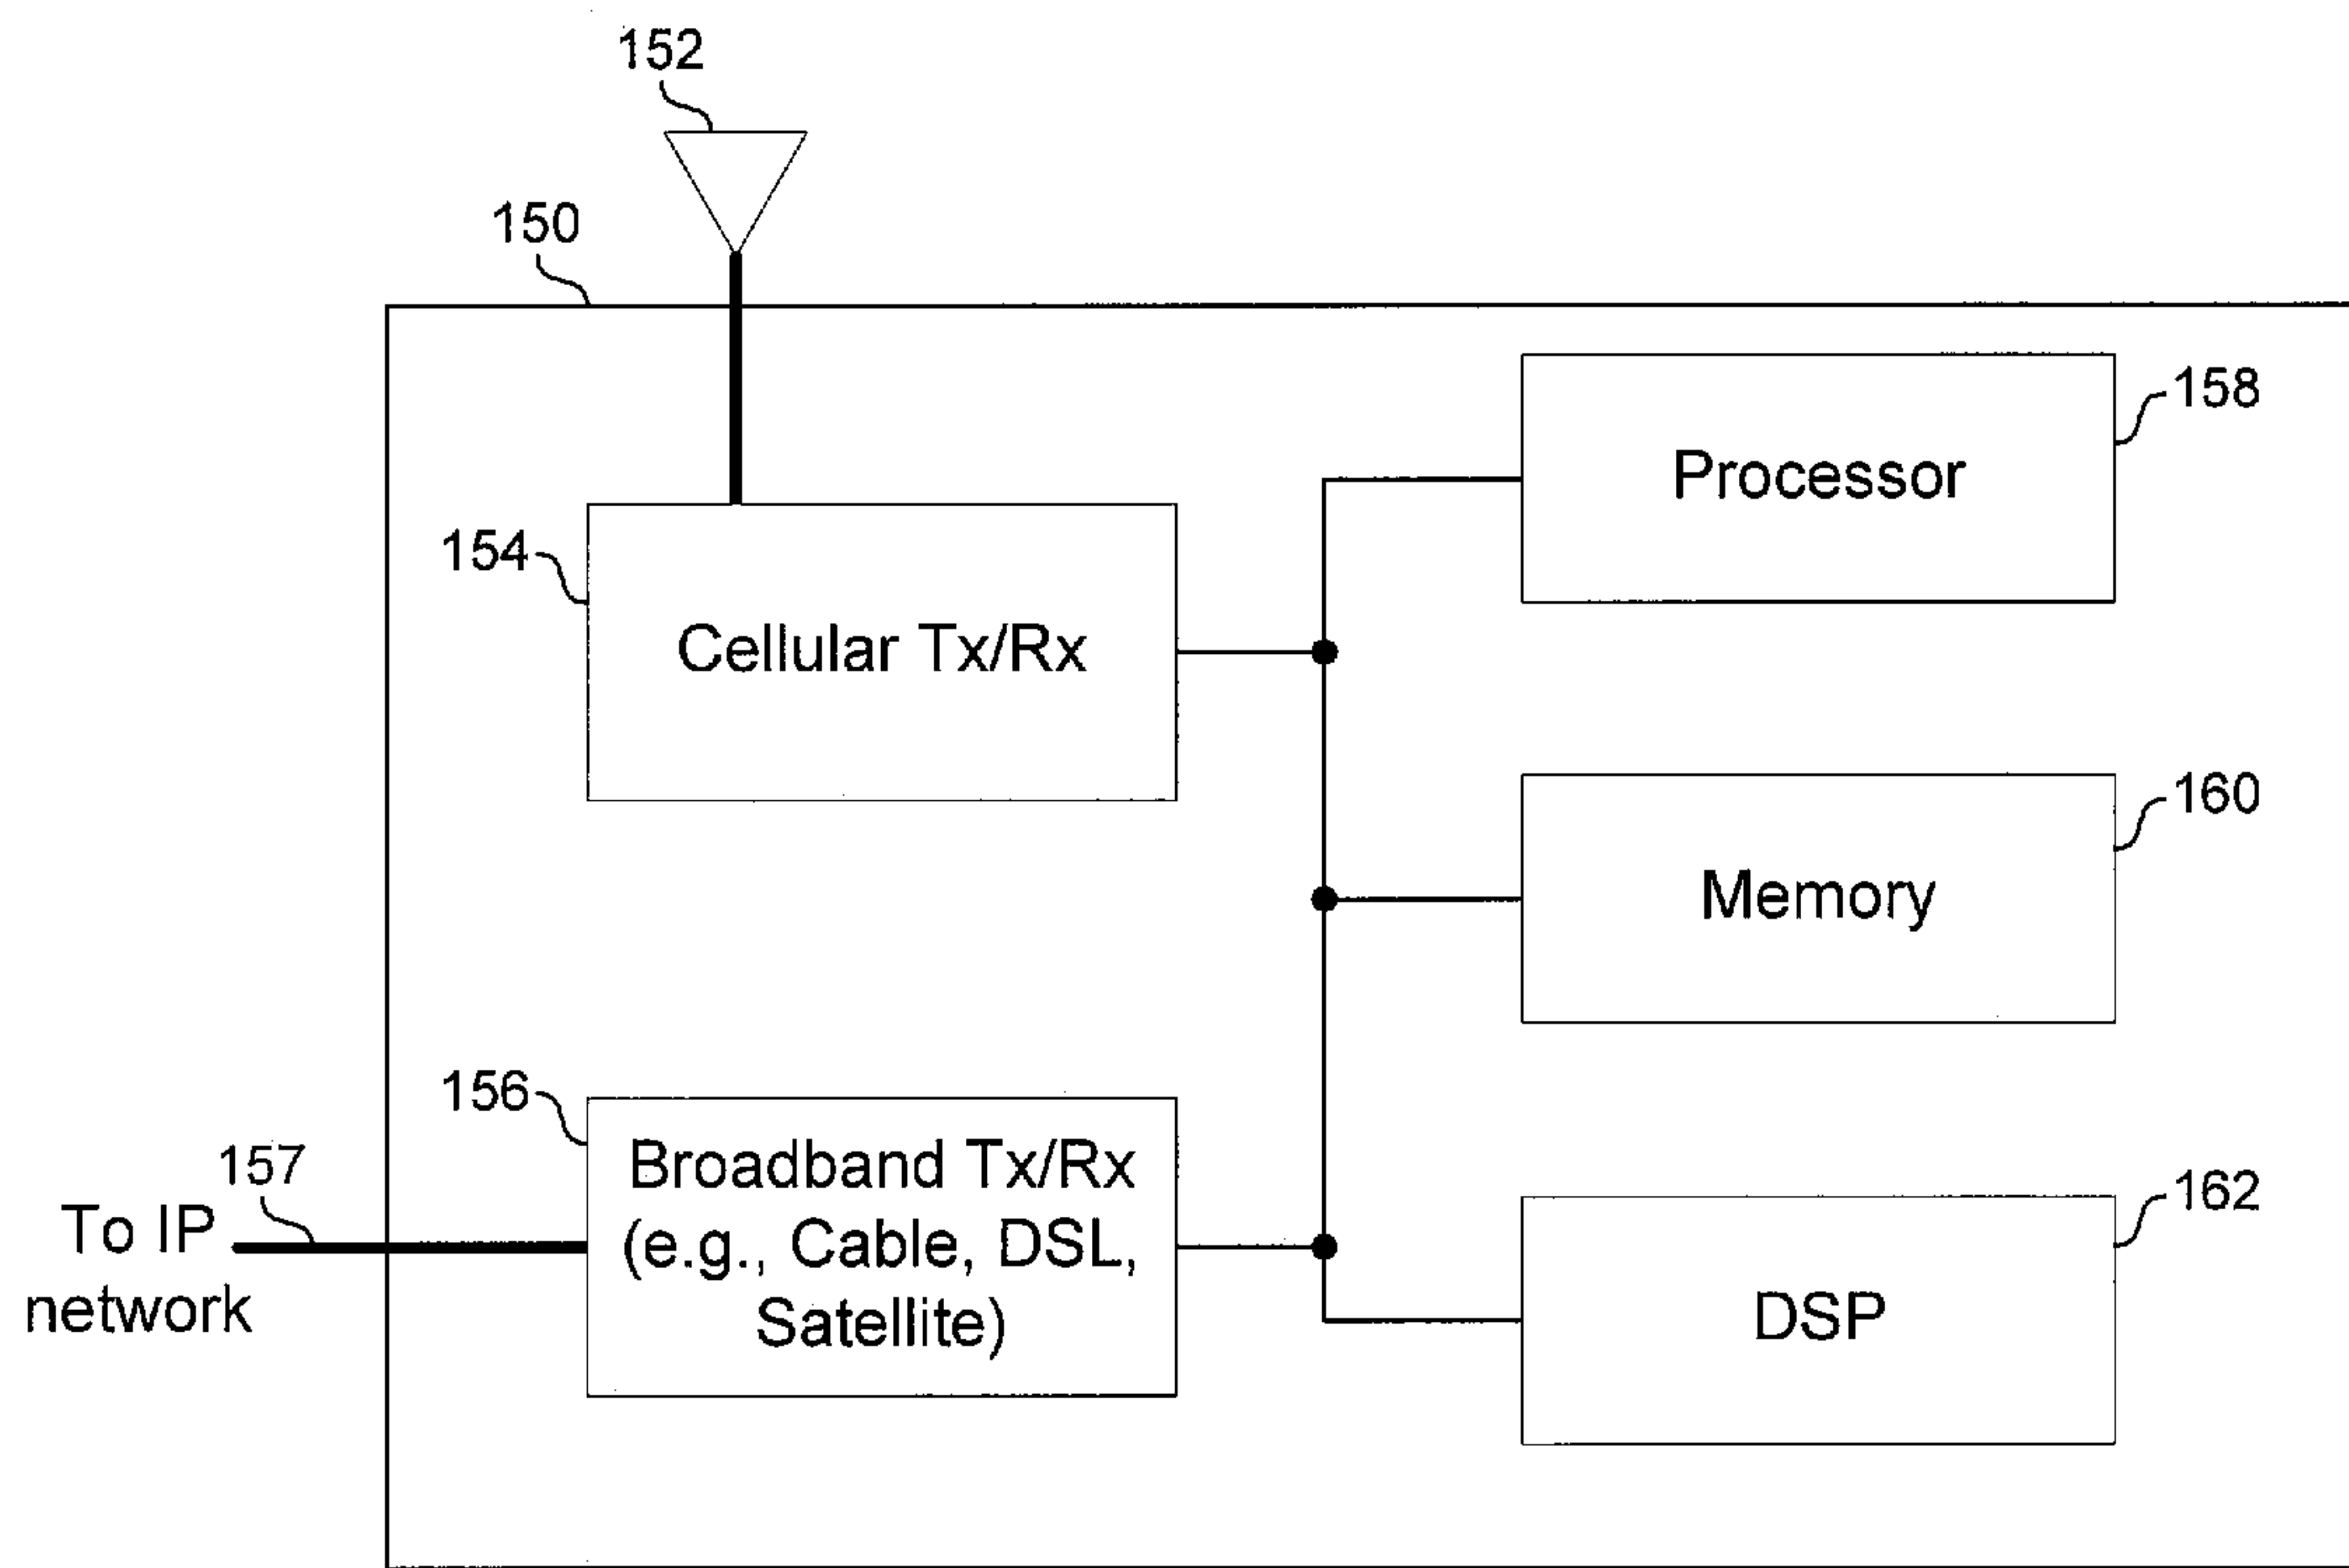 152
150
158
Processor
154
Cellular Tx/Rx
160
Memory
156
Broadband Tx/Rx
(e.g., Cable, DSL,
Satellite)
157
To IP
network
162
DSP